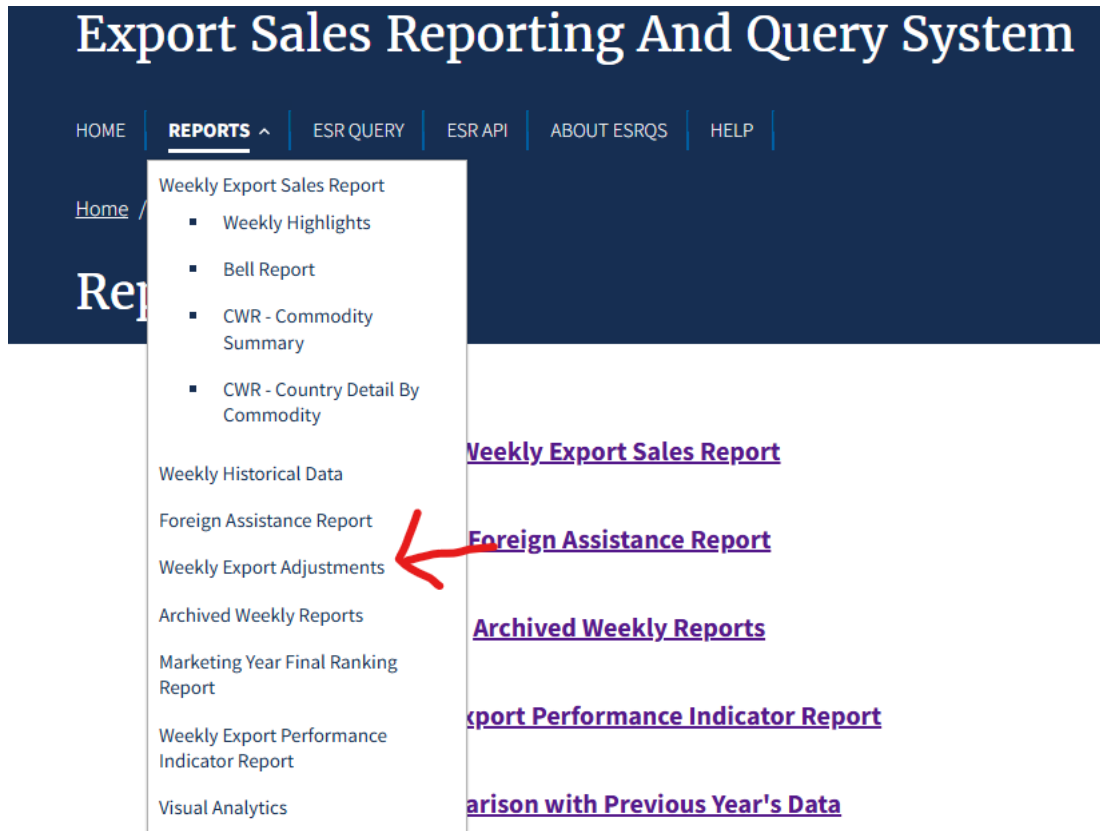 Export Sales Reporting And Query System
HOME
REPORTS
ESR QUERY
ESR API
ABOUT ESRQS
HELP
Home /
Weekly Export Sales Report
Weekly Highlights
Bell Report
CWR - Commodity
Summary
CWR - Country Detail By
Commodity
Weekly Historical Data
Foreign Assistance Report
Weekly Export Adjustments
Archived Weekly Reports
Marketing Year Final Ranking
Report
Weekly Export Performance
Indicator Report
Visual Analytics
Rep
Weekly Export Sales Report
Foreign Assistance Report
Archived Weekly Reports
xport Performance Indicator Report
arison with Previous Year's Data